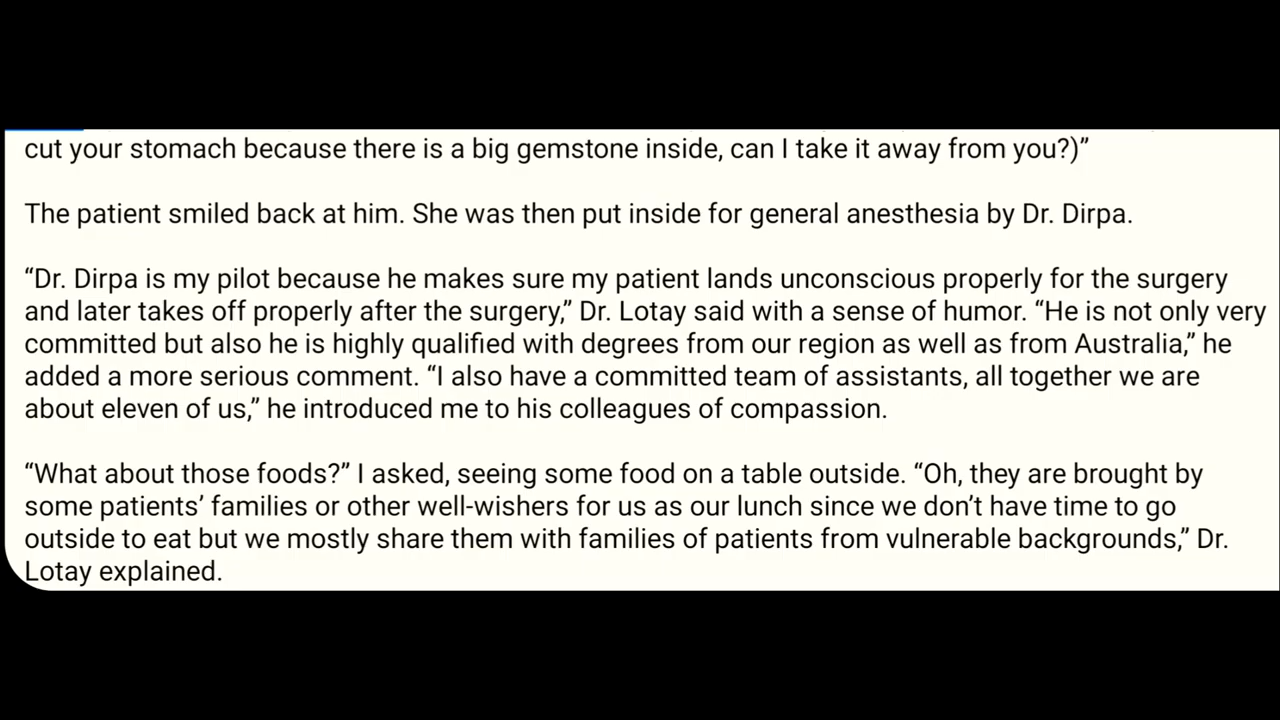 cut your stomach because there is a big gemstone inside, can I take it away from you?)”
The patient smiled back at him. She was then put inside for general anesthesia by Dr. Dirpa.
“Dr. Dirpa is my pilot because he makes sure my patient lands unconscious properly for the surgery
and later takes off properly after the surgery,” Dr. Lotay said with a sense of humor. “He is not only very
committed but also he is highly qualified with degrees from our region as well as from Australia,” he
added a more serious comment. “I also have a committed team of assistants, all together we are
about eleven of us,” he introduced me to his colleagues of compassion.
“What about those foods?” I asked, seeing some food on a table outside. “Oh, they are brought by
some patients’ families or other well-wishers for us as our lunch since we don’t have time to go
outside to eat but we mostly share them with families of patients from vulnerable backgrounds,” Dr.
Lotay explained.